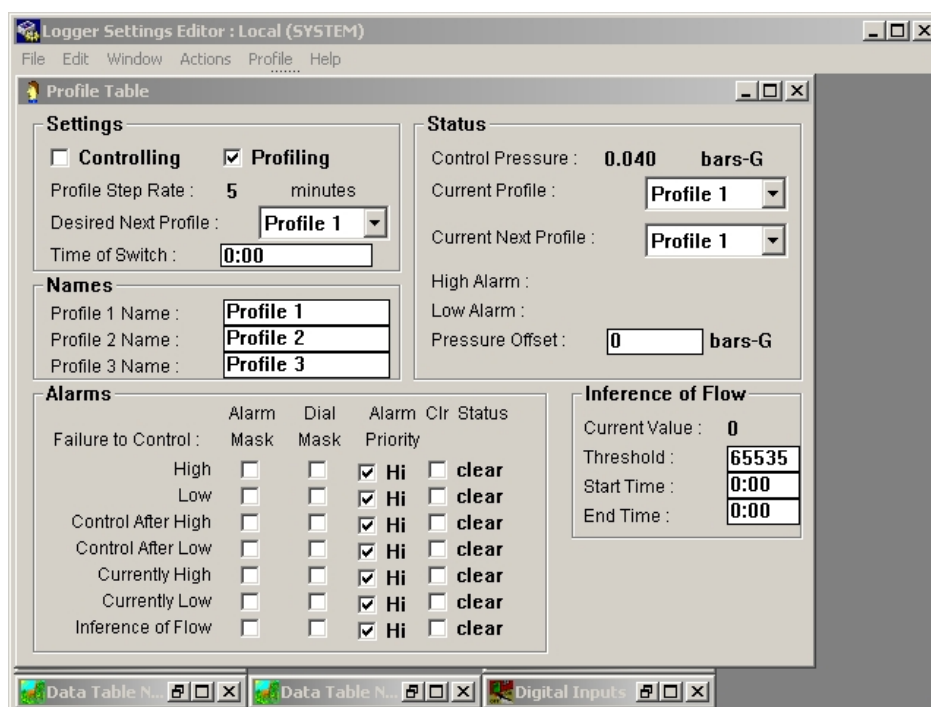 Logger Settings Editor : Local (SYSTEM)
File Edit Window Actions Profile Help
Profile Table
Settings
Controlling Profiling
Profile Step Rate : 5 minutes
Desired Next Profile : Profile 1
Time of Switch : 0:00
Names
Profile 1 Name : Profile 1
Profile 2 Name : Profile 2
Profile 3 Name : Profile 3
Status
Control Pressure : 0.040 bars-G
Current Profile : Profile 1
Current Next Profile : Profile 1
High Alarm :
Low Alarm :
Pressure Offset : 0 bars-G
Alarms
Alarm Dial Alarm Clr Status
Failure to Control : Mask Mask Priority
High Hi clear
Low Hi clear
Control After High Hi clear
Control After Low Hi clear
Currently High Hi clear
Currently Low Hi clear
Inference of Flow Hi clear
Inference of Flow
Current Value : 0
Threshold : 65535
Start Time : 0:00
End Time : 0:00
Data Table N... Data Table N... Digital Inputs